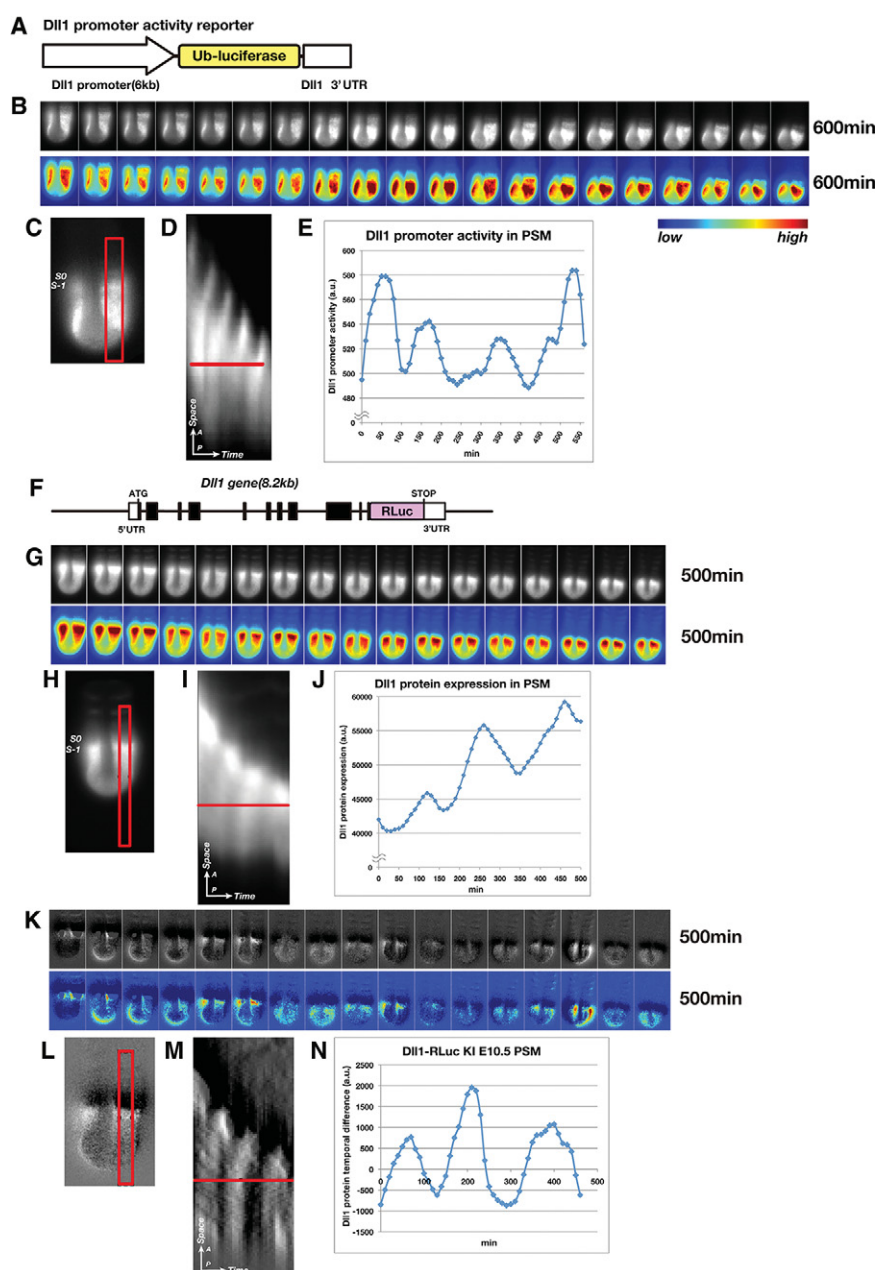 A
Dll1 promoter activity reporter
Ub-luciferase
Dll1 promoter(6kb)
Dll1 3'UTR
B
600min
600min
low
high
C
S0
S-1
D
Space
A
P
Time
E
Dll1 promoter activity in PSM
Dll1 promoter activity (a.u.)
600
580
560
540
520
500
480
0
0 50 100 150 200 250 300 350 400 450 500 550
min
F
Dll1 gene(8.2kb)
ATG
STOP
RLuc
5'UTR
3'UTR
G
500min
500min
H
S0
S-1
I
Space
A
P
Time
J
Dll1 protein expression in PSM
Dll1 protein expression (a.u.)
60000
55000
50000
45000
40000
0
0 50 100 150 200 250 300 350 400 450 500
min
K
500min
500min
L
M
Space
A
P
Time
N
Dll1-RLuc KI E10.5 PSM
Dll1 protein temporal difference (a.u.)
2500
2000
1500
1000
500
0
-500
-1000
-1500
0 100 200 300 400 500
min